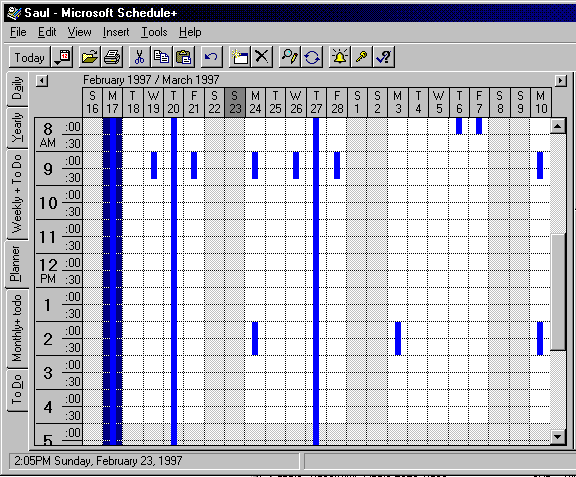 Saul - Microsoft Schedule+
File Edit View Insert Tools Help
Today 12
February 1997 / March 1997
S M T W T F S S M T W T F S S M T W T F S S M
16 17 18 19 20 21 22 23 24 25 26 27 28 1 2 3 4 5 6 7 8 9 10
Daily
Yearly
Weekly + To Do
Planner
Monthly+ todo
To Do
8 :00
AM :30
9 :00
:30
10 :00
:30
11 :00
:30
12 :00
PM :30
1 :00
:30
2 :00
:30
3 :00
:30
4 :00
:30
5 :00
2:05PM Sunday, February 23, 1997